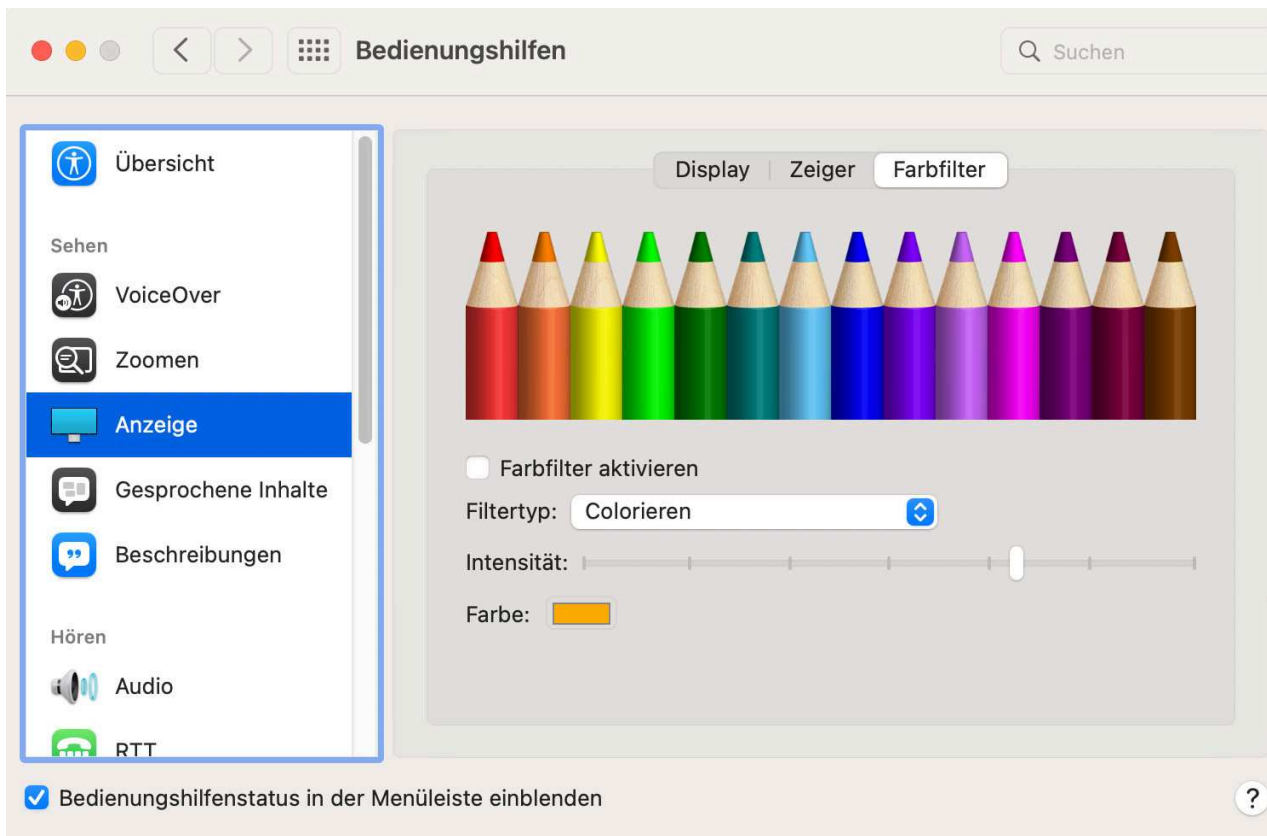 Bedienungshilfen
Suchen
Übersicht
Sehen
VoiceOver
Zoomen
Anzeige
Gesprochene Inhalte
Beschreibungen
Hören
Audio
RTT
Display Zeiger Farbfilter
Farbfilter aktivieren
Filtertyp: Colorieren
Intensität:
Farbe:
Bedienungshilfenstatus in der Menüleiste einblenden
?